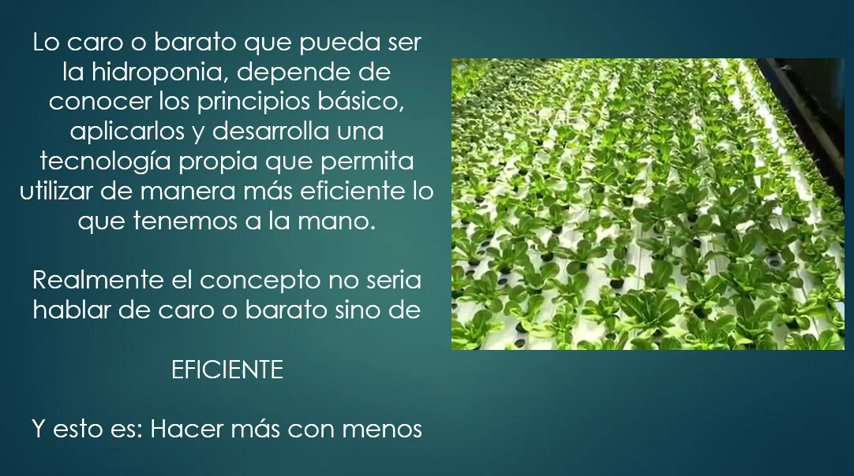 Lo caro o barato que pueda ser
la hidroponia, depende de
conocer los principios básico,
aplicarlos y desarrolla una
tecnología propia que permita
utilizar de manera más eficiente lo
que tenemos a la mano.
Realmente el concepto no seria
hablar de caro o barato sino de
EFICIENTE
Y esto es: Hacer más con menos